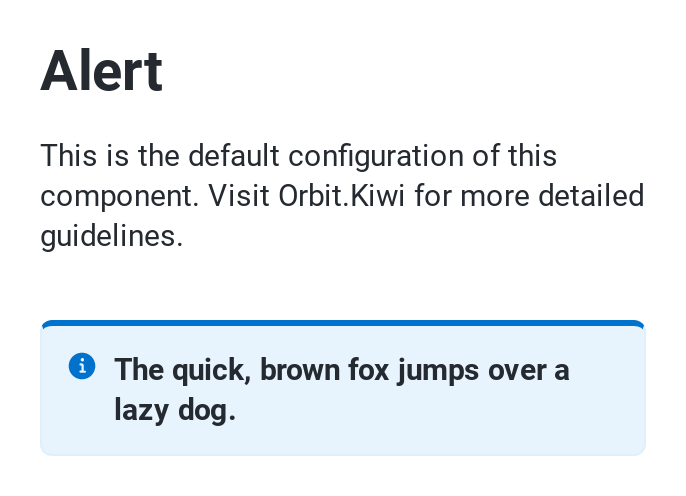 Alert
This is the default configuration of this
component. Visit Orbit.Kiwi for more detailed
guidelines.
The quick, brown fox jumps over a
lazy dog.